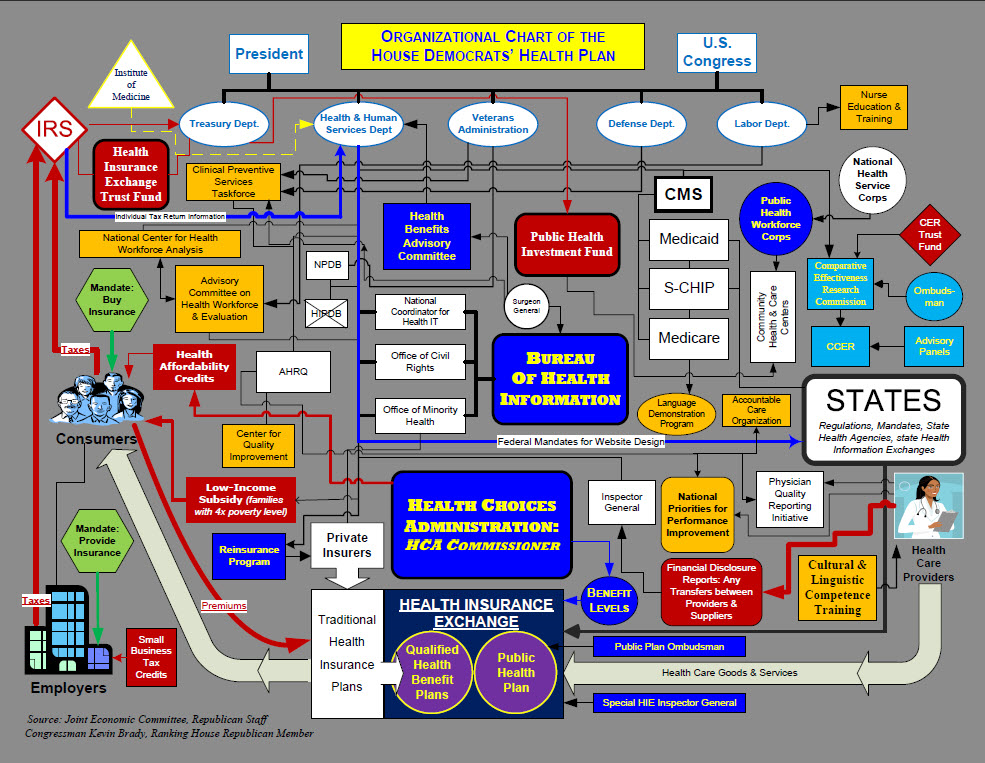 ORGANIZATIONAL CHART OF THE
HOUSE DEMOCRATS' HEALTH PLAN
President
U.S.
Congress
Institute
of
Medicine
IRS
Treasury Dept.
Health & Human
Services Dept
Veterans
Administration
Defense Dept.
Labor Dept.
Nurse
Education &
Training
Health
Insurance
Exchange
Trust Fund
Clinical Preventive
Services
Taskforce
CMS
National
Health
Service
Corps
Individual Tax Return Information
Health
Benefits
Advisory
Committee
Public Health
Investment Fund
Public
Health
Workforce
Corps
CER
Trust
Fund
National Center for Health
Workforce Analysis
Medicaid
NPDB
Mandate:
Buy
Insurance
Advisory
Committee on
Health Workforce
& Evaluation
HIPDB
National
Coordinator
for
Health IT
Surgeon
General
S-CHIP
Community
Health & Care
Centers
Comparative
Effectiveness
Research
Commission
Ombuds-
man
Medicare
CCER
Advisory
Panels
Taxes
Health
Affordability
Credits
AHRQ
Office of Civil
Rights
BUREAU
OF HEALTH
INFORMATION
STATES
Regulations, Mandates, State
Health Agencies, state Health
Information Exchanges
Consumers
Office of Minority
Health
Language
Demonstration
Program
Accountable
Care
Organization
Center for
Quality
Improvement
Federal Mandates for Website Design
Low-Income
Subsidy (families
with 4x poverty level)
HEALTH CHOICES
ADMINISTRATION:
HCA COMMISSIONER
Inspector
General
National
Priorities for
Performance
Improvement
Physician
Quality
Reporting
Initiative
Mandate:
Provide
Insurance
Reinsurance
Program
Private
Insurers
Health
Care
Providers
Financial Disclosure
Reports: Any
Transfers between
Providers &
Suppliers
Cultural &
Linguistic
Competence
Training
Taxes
Premiums
BENEFIT
LEVELS
Traditional
Health
Insurance
Plans
HEALTH INSURANCE
EXCHANGE
Qualified
Health
Benefit
Plans
Public
Health
Plan
Small
Business
Tax
Credits
Public Plan Ombudsman
Health Care Goods & Services
Employers
Special HIE Inspector General
Source: Joint Economic Committee, Republican Staff
Congressman Kevin Brady, Ranking House Republican Member